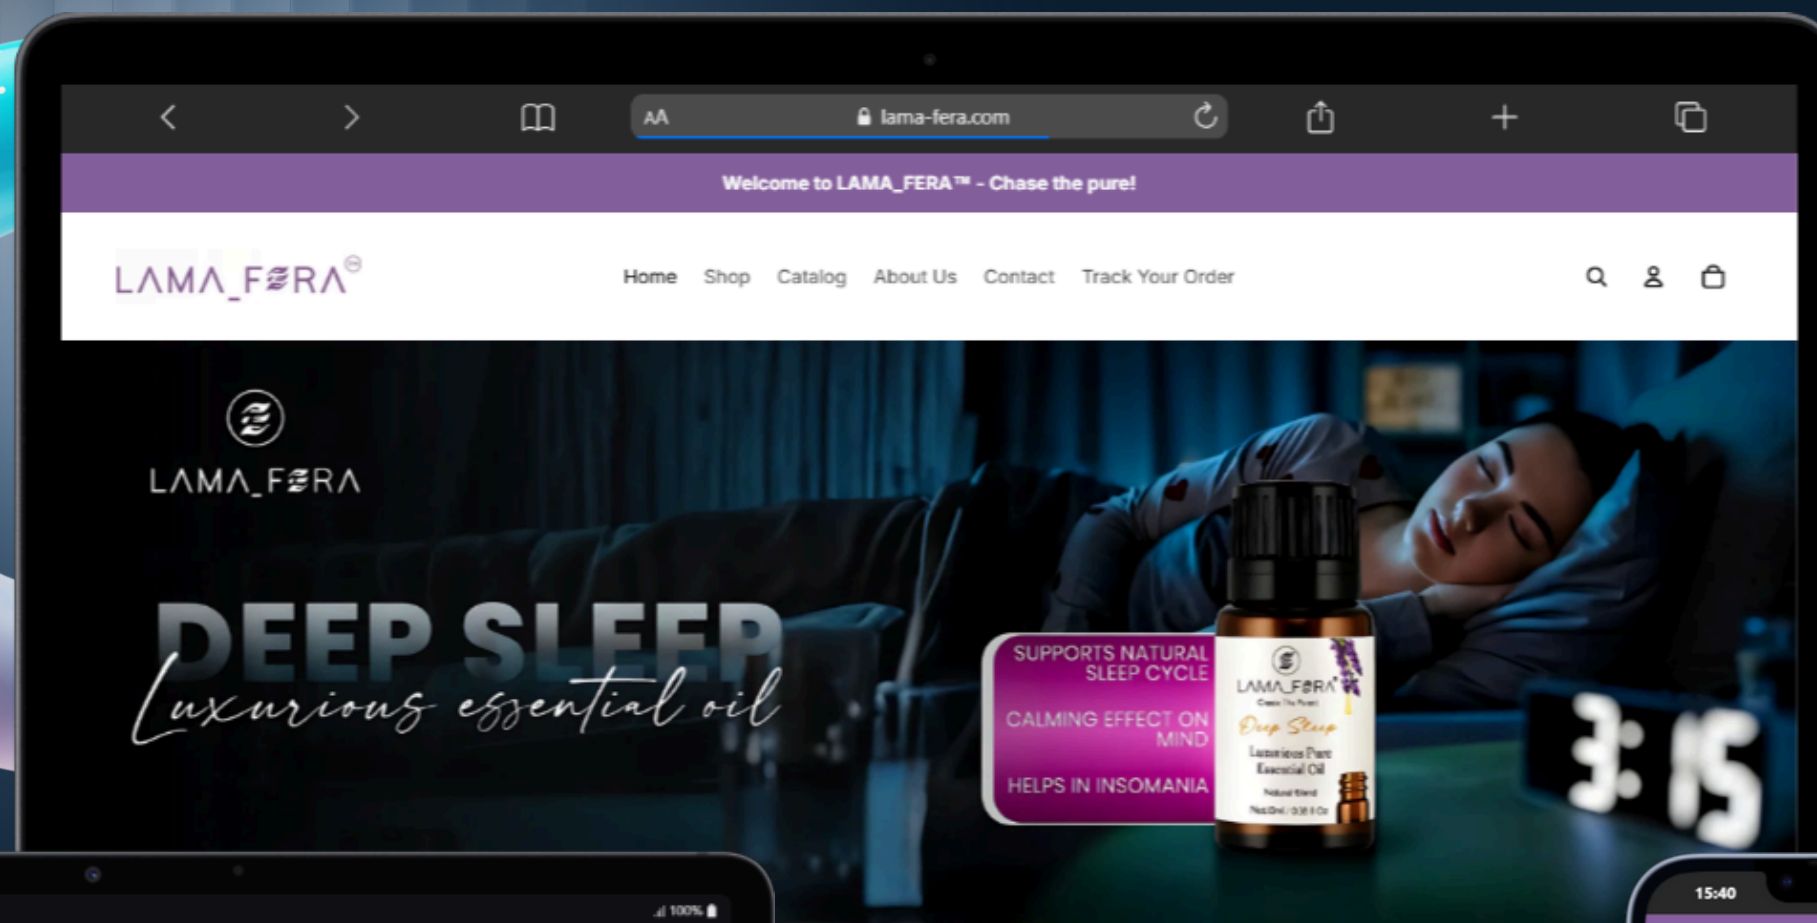 AA lama-fera.com
Welcome to LAMA_FERA™ - Chase the pure!
LAMA_FERA™
Home Shop Catalog About Us Contact Track Your Order
LAMA_FERA
DEEP SLEEP
Luxurious essential oil
SUPPORTS NATURAL
SLEEP CYCLE
CALMING EFFECT ON
MIND
HELPS IN INSOMANIA
LAMA_FERA
Deep Sleep
Luxurious Pure
Essential Oil
Natural Blend
3:15
100%
15:40